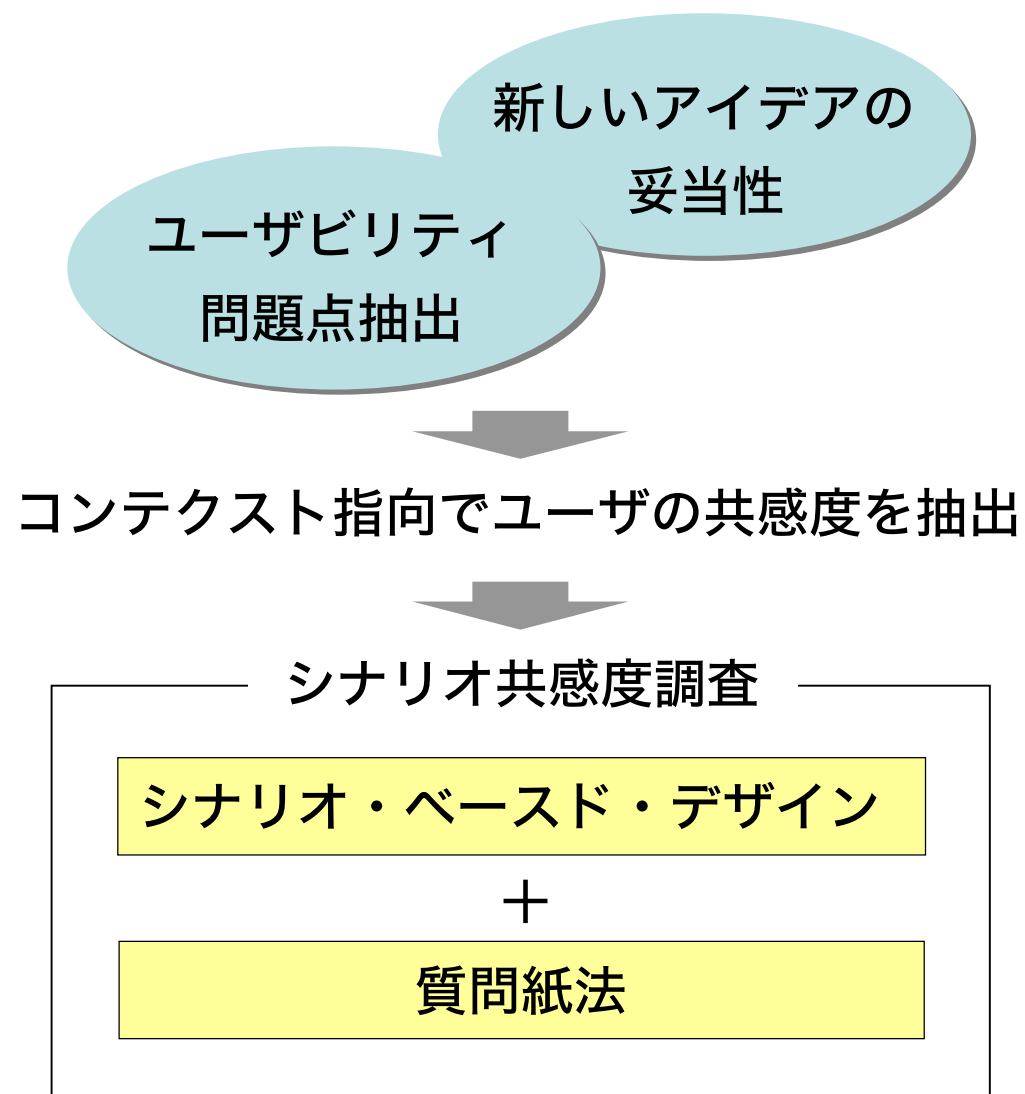 新しいアイデアの
妥当性
ユーザビリティ
問題点抽出
コンテクスト指向でユーザの共感度を抽出
シナリオ共感度調査
シナリオ・ベースド・デザイン
＋
質問紙法